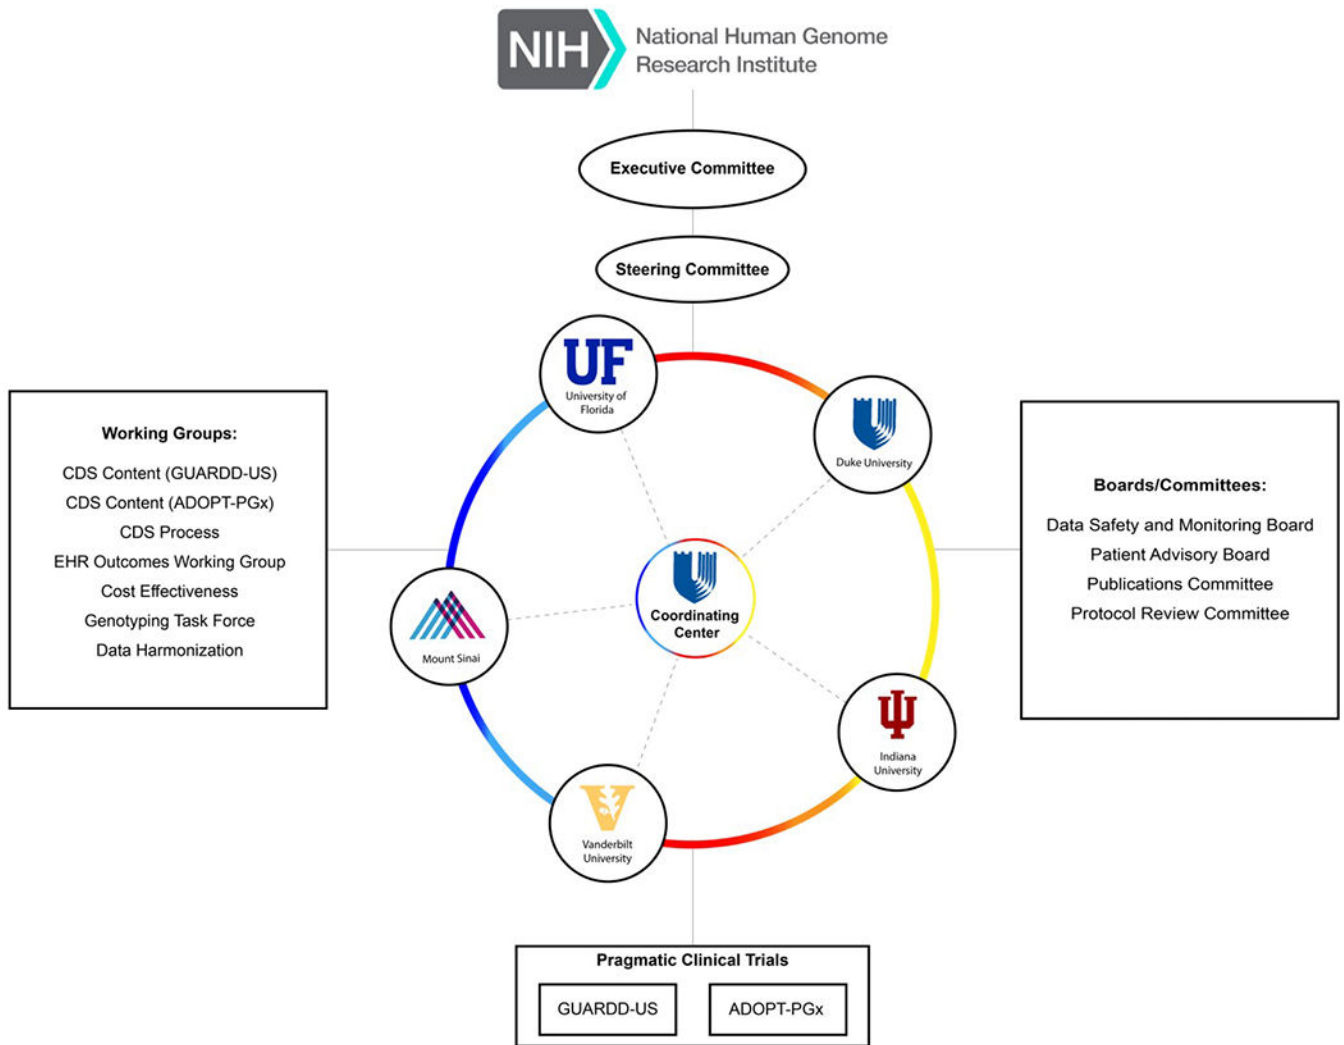 NIH
National Human Genome
Research Institute
Executive Committee
Steering Committee
UF
University of
Florida
Duke University
Working Groups:
CDS Content (GUARDD-US)
CDS Content (ADOPT-PGx)
CDS Process
EHR Outcomes Working Group
Cost Effectiveness
Genotyping Task Force
Data Harmonization
Boards/Committees:
Data Safety and Monitoring Board
Patient Advisory Board
Publications Committee
Protocol Review Committee
Coordinating
Center
Mount Sinai
Indiana
University
V
Vanderbilt
University
Pragmatic Clinical Trials
GUARDD-US
ADOPT-PGx